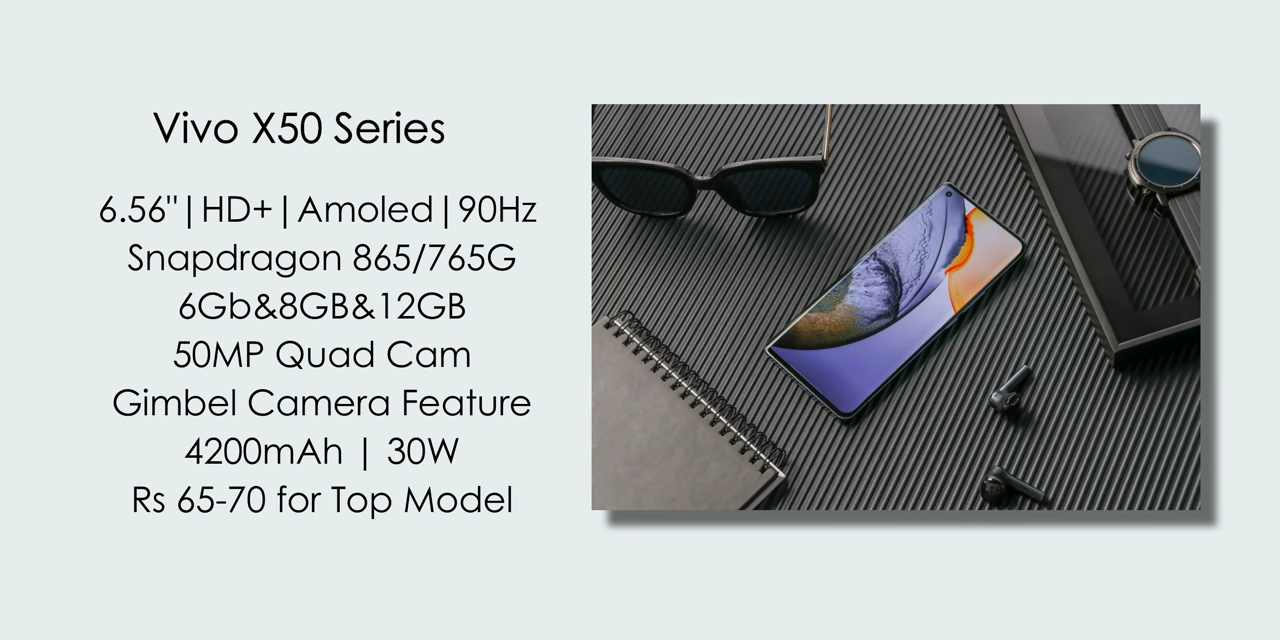 Vivo X50 Series
6.56"|HD+|Amoled|90Hz
Snapdragon 865/765G
6Gb&8GB&12GB
50MP Quad Cam
Gimbel Camera Feature
4200mAh | 30W
Rs 65-70 for Top Model